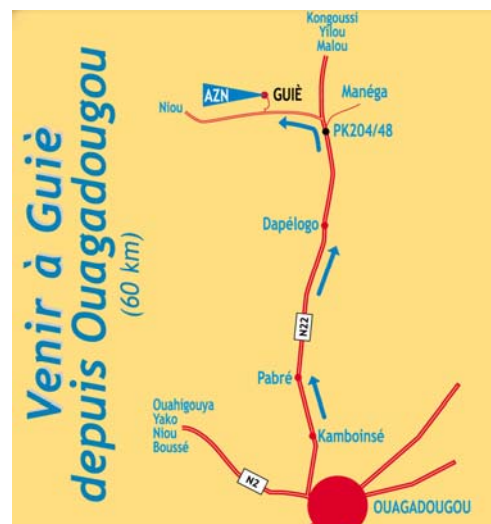 Venir à Guiè
depuis Ouagadougou
(60 km)
Kongoussi
Yilou
Malou
AZN
GUIÈ
Manéga
Niou
PK204/48
Dapélogo
N22
Pabré
Ouahigouya
Yako
Niou
Boussé
Kamboinsé
N2
OUAGADOUGOU